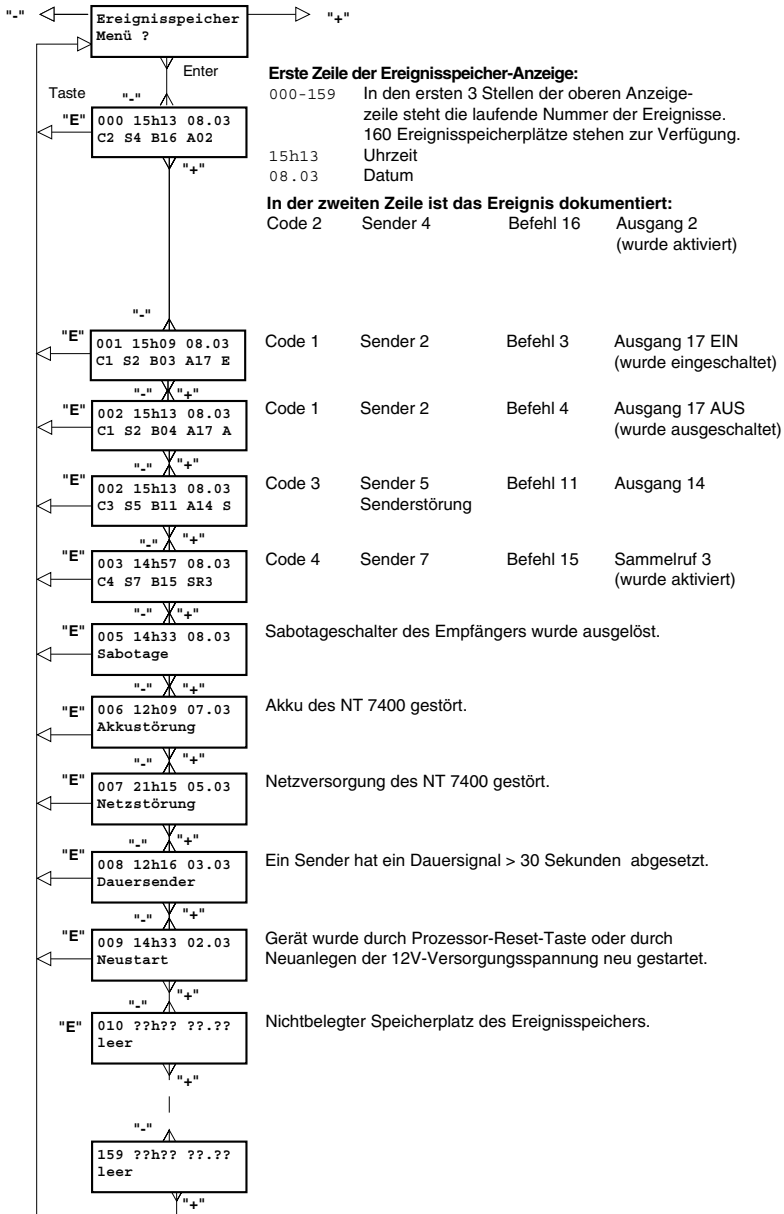 "-" Ereignisspeicher "+"
Menü ?
Enter
Erste Zeile der Ereignisspeicher-Anzeige:
Taste "-"
000-159 In den ersten 3 Stellen der oberen Anzeige-
zeile steht die laufende Nummer der Ereignisse.
160 Ereignisspeicherplätze stehen zur Verfügung.
15h13 Uhrzeit
08.03 Datum
"E" 000 15h13 08.03
C2 S4 B16 A02
"+"
In der zweiten Zeile ist das Ereignis dokumentiert:
Code 2 Sender 4 Befehl 16 Ausgang 2
(wurde aktiviert)
"-"
"E" 001 15h09 08.03
C1 S2 B03 A17 E
Code 1 Sender 2 Befehl 3 Ausgang 17 EIN
(wurde eingeschaltet)
"-" "+"
"E" 002 15h13 08.03
C1 S2 B04 A17 A
Code 1 Sender 2 Befehl 4 Ausgang 17 AUS
(wurde ausgeschaltet)
"-" "+"
"E" 002 15h13 08.03
C3 S5 B11 A14 S
Code 3 Sender 5 Befehl 11 Ausgang 14
Senderstörung
"-" "+"
"E" 003 14h57 08.03
C4 S7 B15 SR3
Code 4 Sender 7 Befehl 15 Sammelruf 3
(wurde aktiviert)
"-" "+"
"E" 005 14h33 08.03
Sabotage
Sabotageschalter des Empfängers wurde ausgelöst.
"-" "+"
"E" 006 12h09 07.03
Akkustörung
Akku des NT 7400 gestört.
"-" "+"
"E" 007 21h15 05.03
Netzstörung
Netzversorgung des NT 7400 gestört.
"-" "+"
"E" 008 12h16 03.03
Dauersender
Ein Sender hat ein Dauersignal > 30 Sekunden abgesetzt.
"-" "+"
"E" 009 14h33 02.03
Neustart
Gerät wurde durch Prozessor-Reset-Taste oder durch
Neuanlegen der 12V-Versorgungsspannung neu gestartet.
"-" "+"
"E" 010 ??h?? ??.??
leer
Nichtbelegter Speicherplatz des Ereignisspeichers.
"+"
"-"
159 ??h?? ??.??
leer
"+"